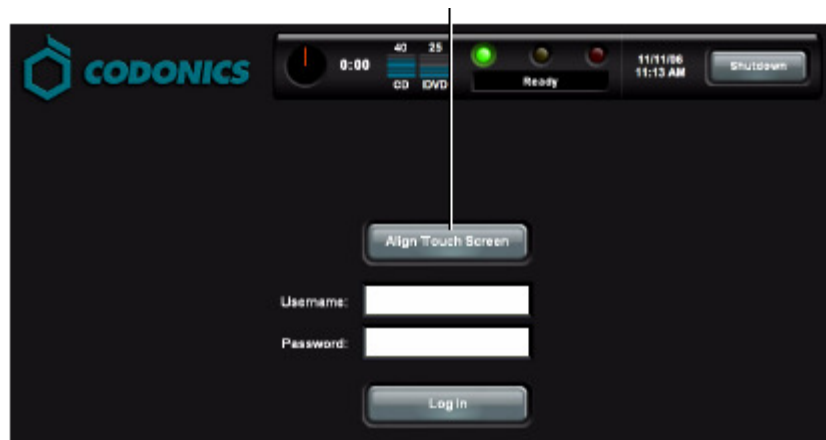 CODONICS
0:00
40 25
CD DVD
Ready
11/11/06
11:13 AM
Shutdown
Align Touch Screen
Username:
Password:
Log In